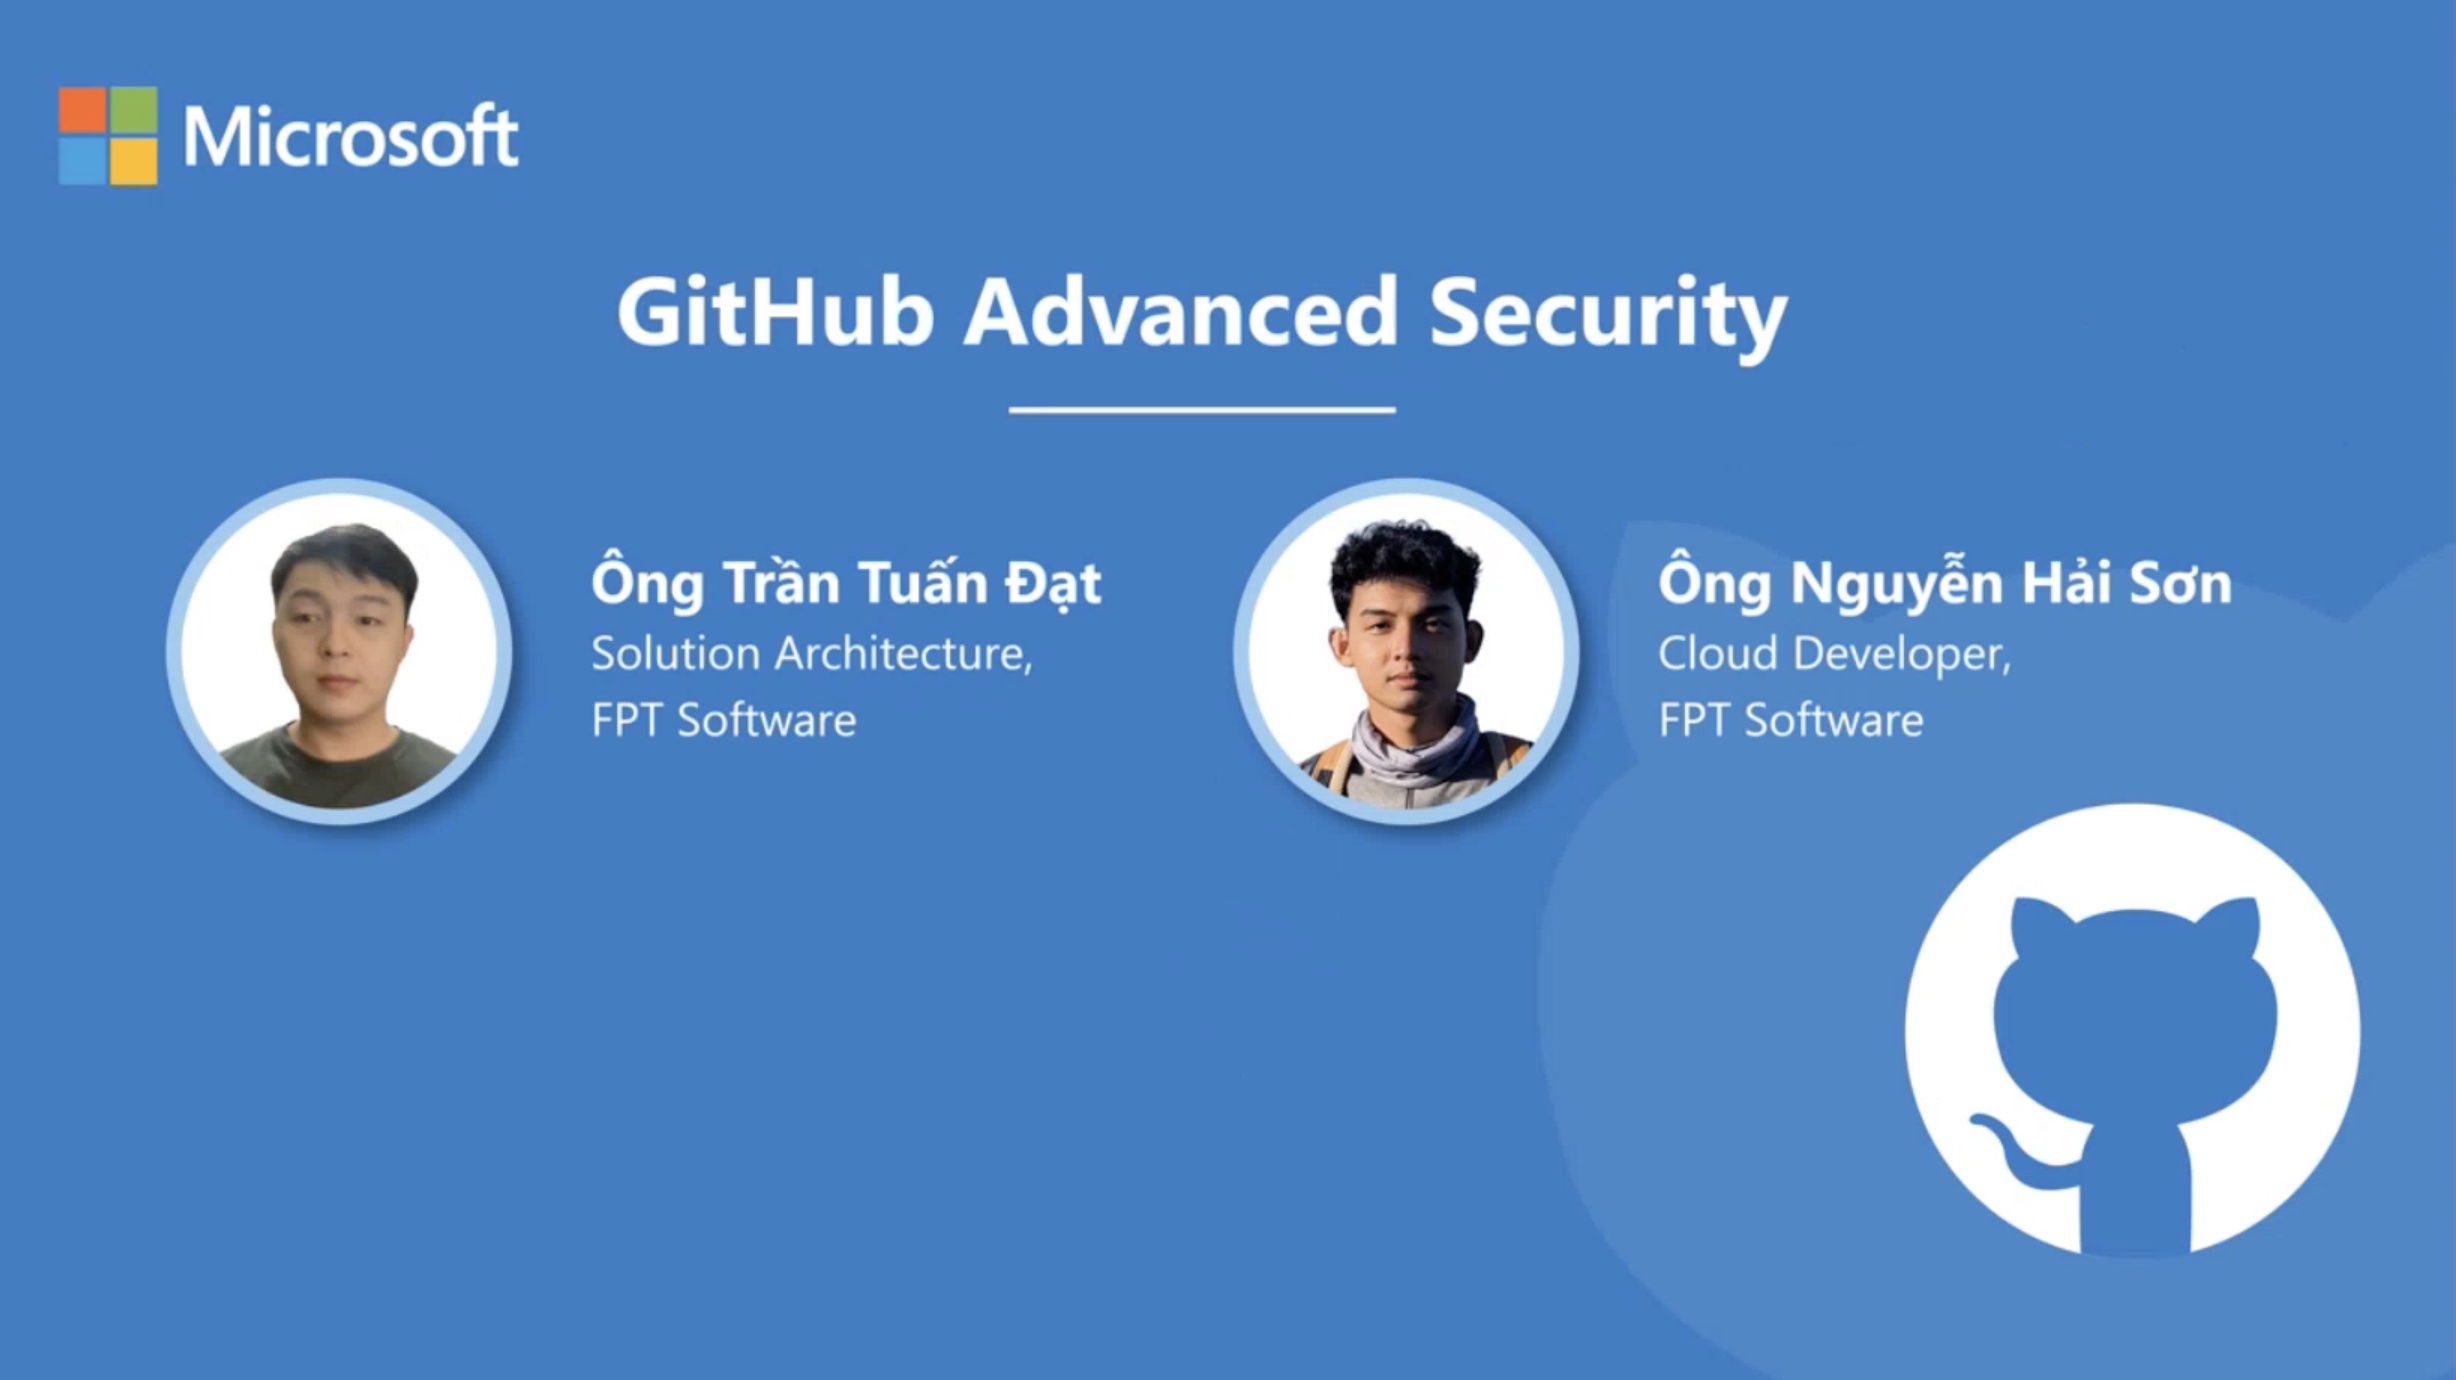 Microsoft
GitHub Advanced Security
Ông Trần Tuấn Đạt
Solution Architecture,
FPT Software
Ông Nguyễn Hải Sơn
Cloud Developer,
FPT Software